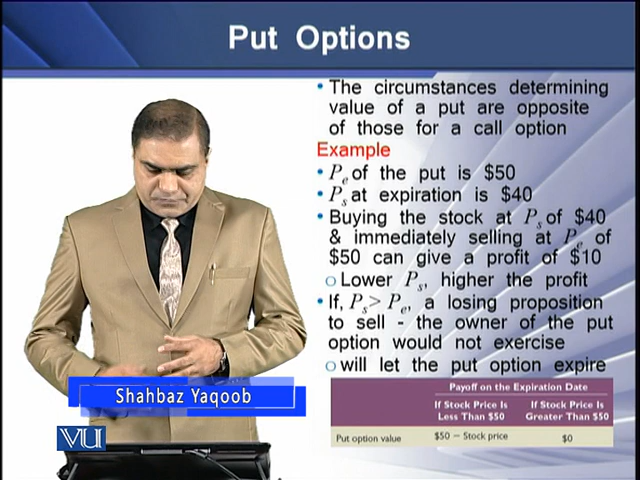 Put Options
• The circumstances determining
value of a put are opposite
of those for a call option
Example
• Pe of the put is $50
• Ps at expiration is $40
• Buying the stock at Ps of $40
& immediately selling at Pe of
$50 can give a profit of $10
o Lower Ps, higher the profit
• If, Ps > Pe, a losing proposition
to sell - the owner of the put
option would not exercise
o will let the put option expire
Payoff on the Expiration Date
If Stock Price Is Less Than $50
If Stock Price Is Greater Than $50
Put option value $50 − Stock price $0
Shahbaz Yaqoob
VU